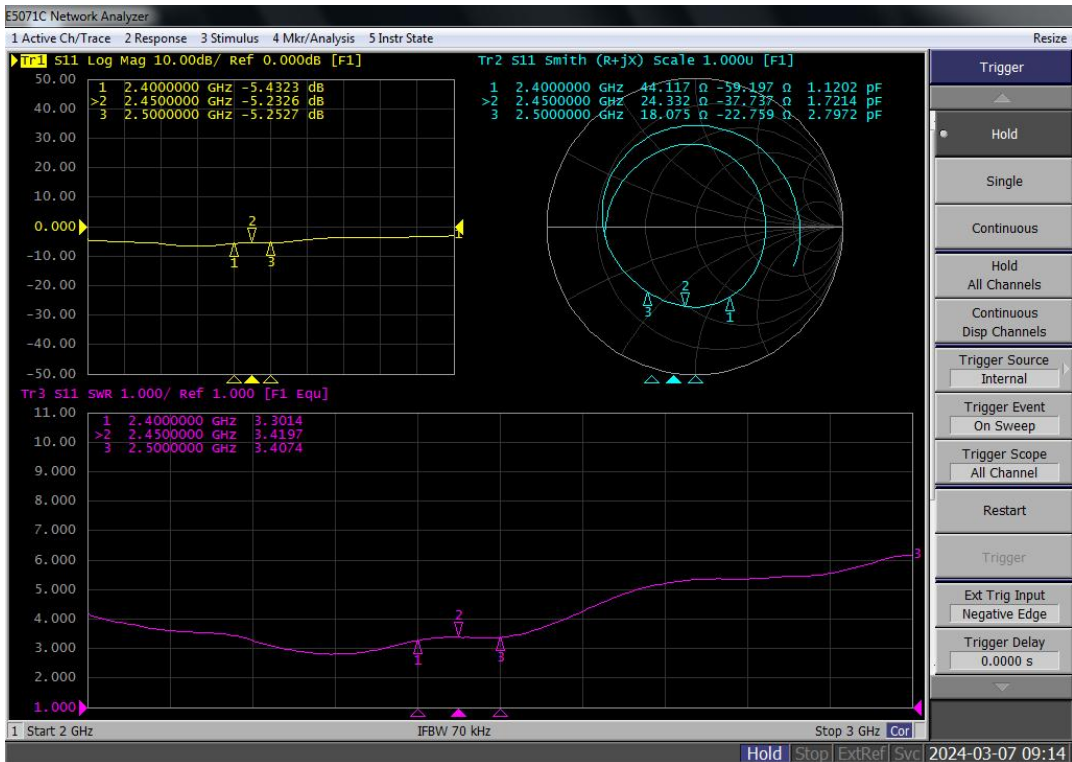 E5071C Network Analyzer
1 Active Ch/Trace 2 Response 3 Stimulus 4 Mkr/Analysis 5 Instr State Resize
Tr1 S11 Log Mag 10.00dB/ Ref 0.000dB [F1]
50.00
40.00
30.00
20.00
10.00
0.000
-10.00
-20.00
-30.00
-40.00
-50.00
1 2.4000000 GHz -5.4323 dB
>2 2.4500000 GHz -5.2326 dB
3 2.5000000 GHz -5.2527 dB
2
1
3
1
Tr2 S11 Smith (R+jX) Scale 1.000U [F1]
1 2.4000000 GHz 44.117 Ω -59.197 Ω 1.1202 pF
>2 2.4500000 GHz 24.332 Ω -37.737 Ω 1.7214 pF
3 2.5000000 GHz 18.075 Ω -22.759 Ω 2.7972 pF
2
3
1
Tr3 S11 SWR 1.000/ Ref 1.000 [F1 Equ]
11.00
10.00
9.000
8.000
7.000
6.000
5.000
4.000
3.000
2.000
1.000
1 2.4000000 GHz 3.3014
>2 2.4500000 GHz 3.4197
3 2.5000000 GHz 3.4074
3
2
1
3
1 Start 2 GHz IFBW 70 kHz Stop 3 GHz Cor
Trigger
Hold
Single
Continuous
Hold
All Channels
Continuous
Disp Channels
Trigger Source
Internal
Trigger Event
On Sweep
Trigger Scope
All Channel
Restart
Trigger
Ext Trig Input
Negative Edge
Trigger Delay
0.0000 s
Hold Stop ExtRef Svc 2024-03-07 09:14